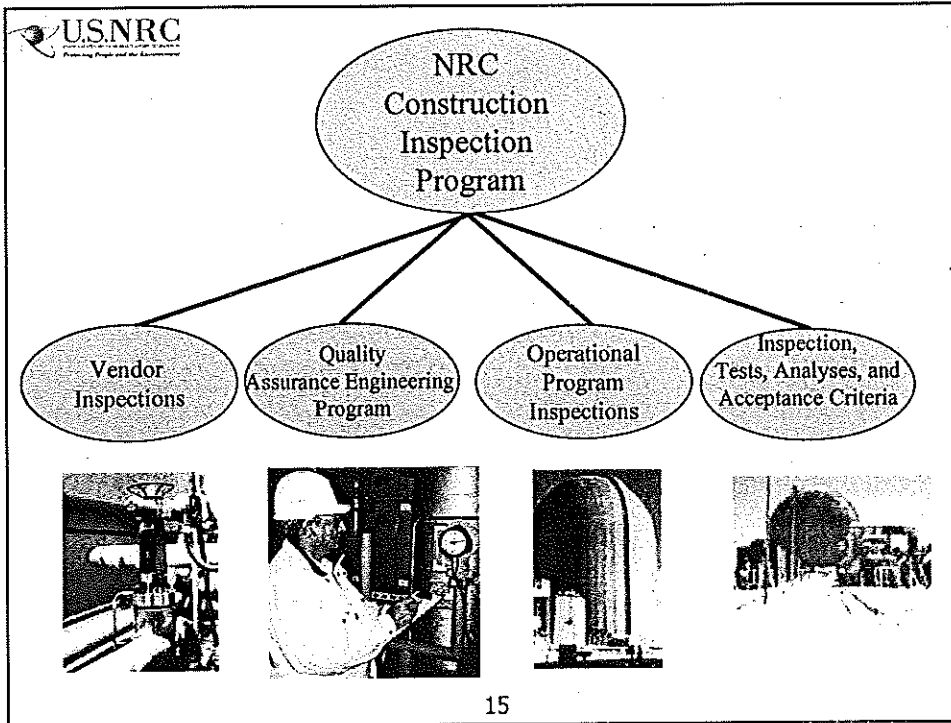 U.S.NRC
Protecting People and the Environment
NRC
Construction
Inspection
Program
Vendor
Inspections
Quality
Assurance Engineering
Program
Operational
Program
Inspections
Inspection,
Tests, Analyses, and
Acceptance Criteria
15